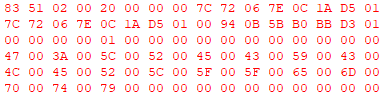 83 51 02 00 20 00 00 00 7C 72 06 7E 0C 1A D5 01
7C 72 06 7E 0C 1A D5 01 00 94 0B 5B B0 BB D3 01
00 00 00 00 01 00 00 00 00 00 00 00 00 00 00 00
47 00 3A 00 5C 00 52 00 45 00 43 00 59 00 43 00
4C 00 45 00 52 00 5C 00 5F 00 5F 00 65 00 6D 00
70 00 74 00 79 00 00 00 00 00 00 00 00 00 00 00